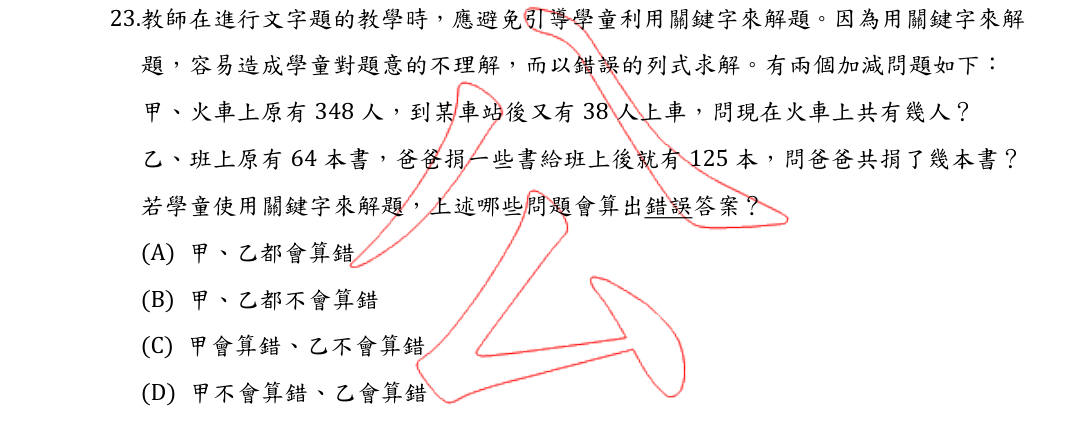 23.教師在進行文字題的教學時，應避免引導學童利用關鍵字來解題。因為用關鍵字來解
題，容易造成學童對題意的不理解，而以錯誤的列式求解。有兩個加減問題如下：
甲、火車上原有 348 人，到某車站後又有 38 人上車，問現在火車上共有幾人？
乙、班上原有 64 本書，爸爸捐一些書給班上後就有 125 本，問爸爸共捐了幾本書？
若學童使用關鍵字來解題，上述哪些問題會算出錯誤答案？
(A) 甲、乙都會算錯
(B) 甲、乙都不會算錯
(C) 甲會算錯、乙不會算錯
(D) 甲不會算錯、乙會算錯
公